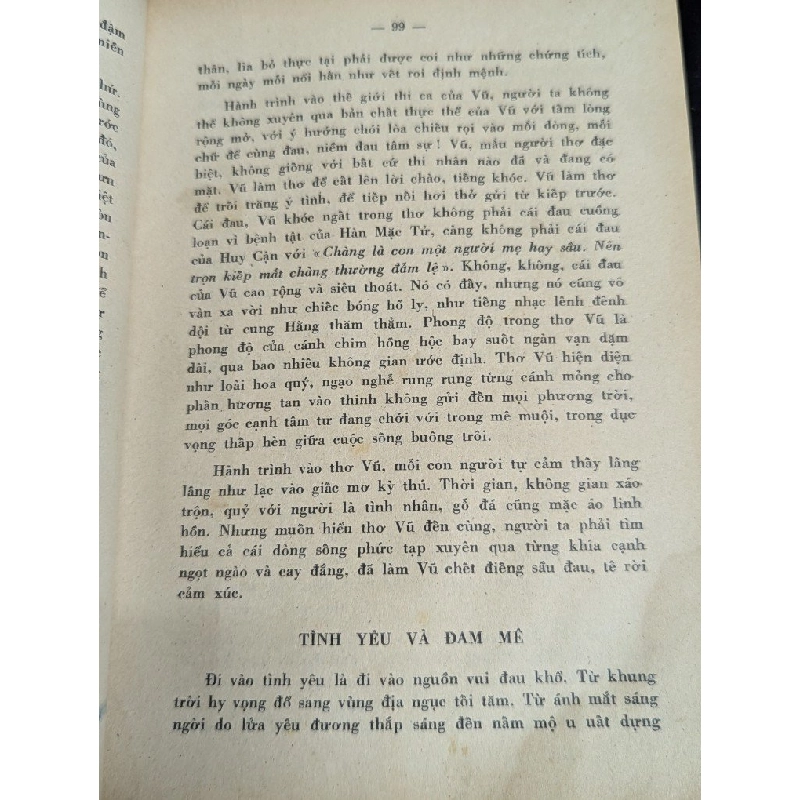 đậm
niên
lnữ.
ùng
ước
đó,
của
ưm
iệt
òn
n-
nh
ể
— 99 —
thần, lìa bỏ thực tại phải được coi như những chứng tích,
mỗi ngày mỗi nổi hằn như vết roi định mệnh.
Hành trình vào thế giới thi ca của Vũ, người ta không
thể không xuyên qua bản chất thực thể của Vũ với tấm lòng
rộng mở, với ý hướng chói lòa chiếu rọi vào mỗi dòng, mỗi
chữ để cùng đau, niềm đau tâm sự ! Vũ, mẫu người thơ đặc
biệt, không giống với bất cứ thi nhân nào đã và đang có
mặt. Vũ làm thơ để cất lên lời chào, tiếng khóc. Vũ làm thơ
để trối trăng ý tình, để tiếp nối hơi thở gửi từ kiếp trước.
Cái đau, Vũ khóc ngất trong thơ không phải cái đau cuồng
loạn vì bệnh tật của Hàn Mặc Tử, càng không phải cái đau
của Huy Cận với «Chàng là con một người mẹ hay sầu. Nên
trọn kiếp mắt chàng thường đẫm lệ». Không, không, cái đau
của Vũ cao rộng và siêu thoát. Nó có đấy, nhưng nó cũng vô
vàn xa vời như chiếc bóng hồ ly, như tiếng nhạc lênh đênh
dội từ cung Hằng thăm thẳm. Phong độ trong thơ Vũ là
phong độ của cánh chim hồng hộc bay suốt ngàn vạn dặm
dài, qua bao nhiêu không gian ước định. Thơ Vũ hiện diện
như loài hoa quý, ngạo nghễ rung rung từng cánh mỏng cho
phấn hương tan vào thinh không gửi đến mọi phương trời,
mọi góc cạnh tâm tư đang chới với trong mê muội, trong dục
vọng thấp hèn giữa cuộc sống buông trôi.
Hành trình vào thơ Vũ, mỗi con người tự cảm thấy lâng
lâng như lạc vào giấc mơ kỳ thú. Thời gian, không gian xáo
trộn, quỷ với người là tình nhân, gỗ đá cũng mặc áo linh
hồn. Nhưng muốn hiểu thơ Vũ đến cùng, người ta phải tìm
hiểu cả cái dòng sông phức tạp xuyên qua từng khía cạnh
ngọt ngào và cay đắng, đã làm Vũ chết điếng sầu đau, tê rời
cảm xúc.
TÌNH YÊU VÀ ĐAM MÊ
Đi vào tình yêu là đi vào nguồn vui đau khổ. Từ khung
trời hy vọng đổ sang vùng địa ngục tối tăm. Từ ánh mắt sáng
ngời do lửa yêu đương thắp sáng đến nấm mộ u uất dựng